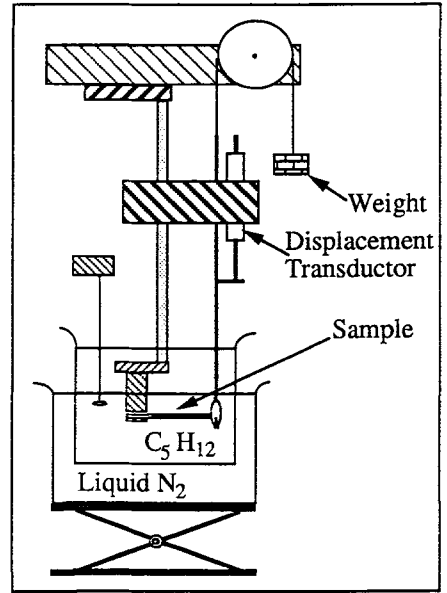 Weight
Displacement
Transductor
Sample
C₅ H₁₂
Liquid N₂